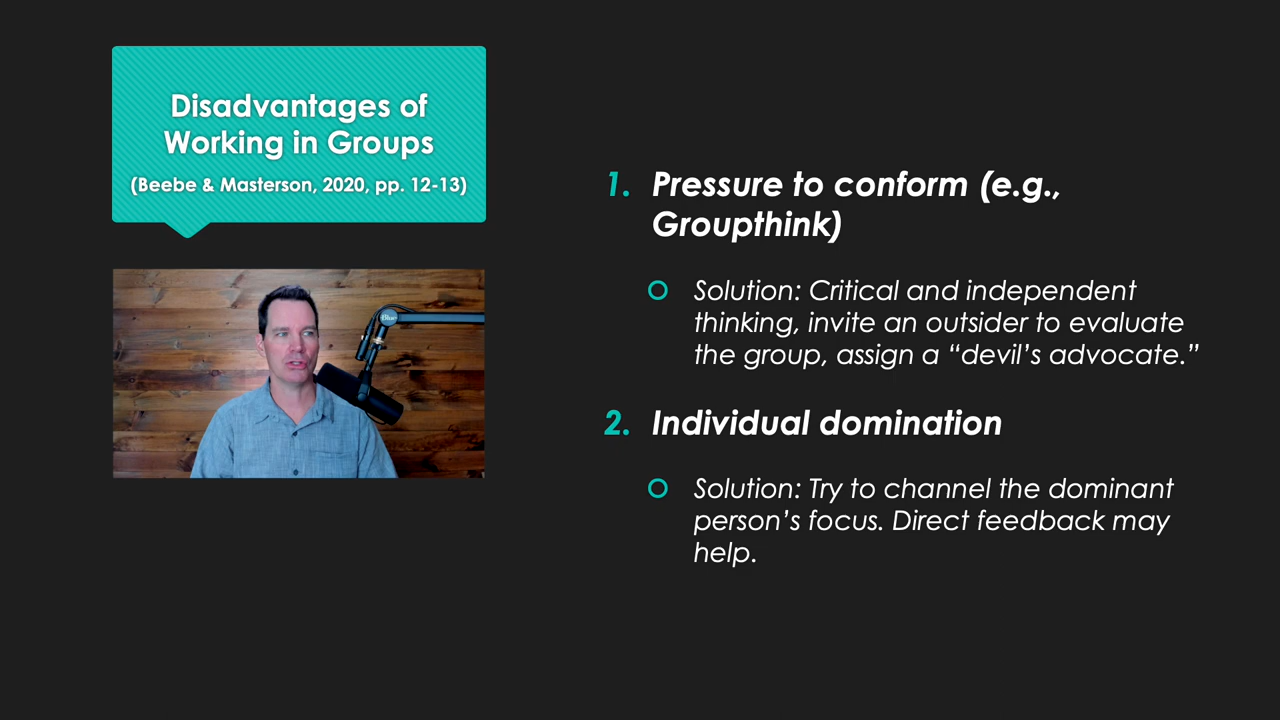 Disadvantages of
Working in Groups
(Beebe & Masterson, 2020, pp. 12-13)
1. Pressure to conform (e.g.,
Groupthink)
Solution: Critical and independent
thinking, invite an outsider to evaluate
the group, assign a “devil’s advocate.”
2. Individual domination
Solution: Try to channel the dominant
person’s focus. Direct feedback may
help.
Blue